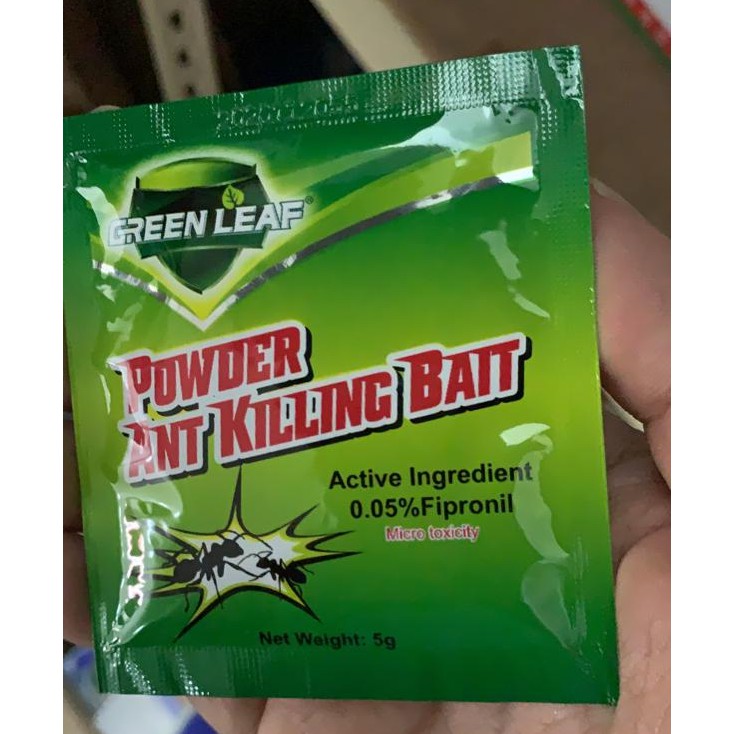 GREEN LEAF®
POWDER
ANT KILLING BAIT
Active Ingredient
0.05%Fipronil
Micro toxicity
Net Weight: 5g